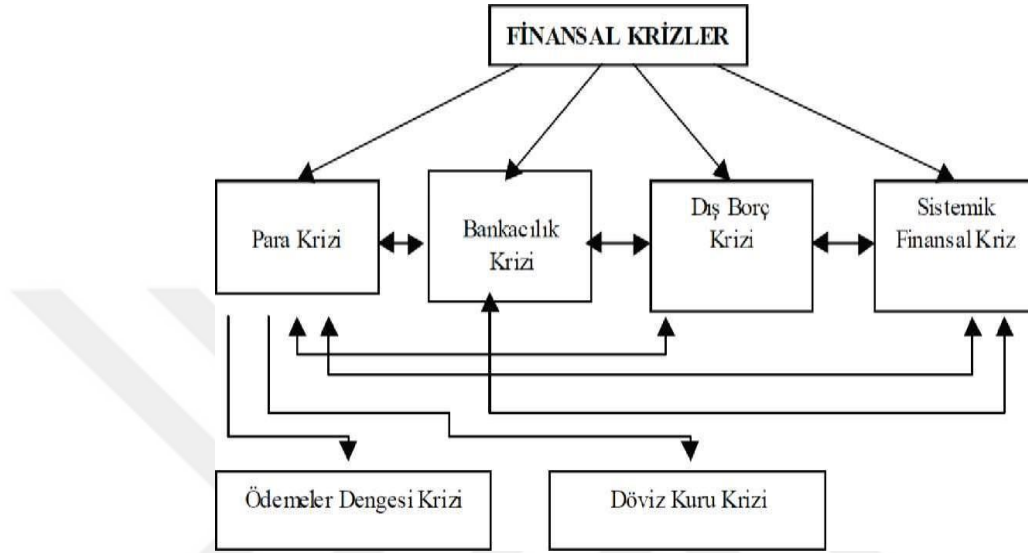 FİNANSAL KRİZLER
Para Krizi
Bankacılık
Krizi
Dış Borç
Krizi
Sistemik
Finansal Kriz
Ödemeler Dengesi Krizi
Döviz Kuru Krizi